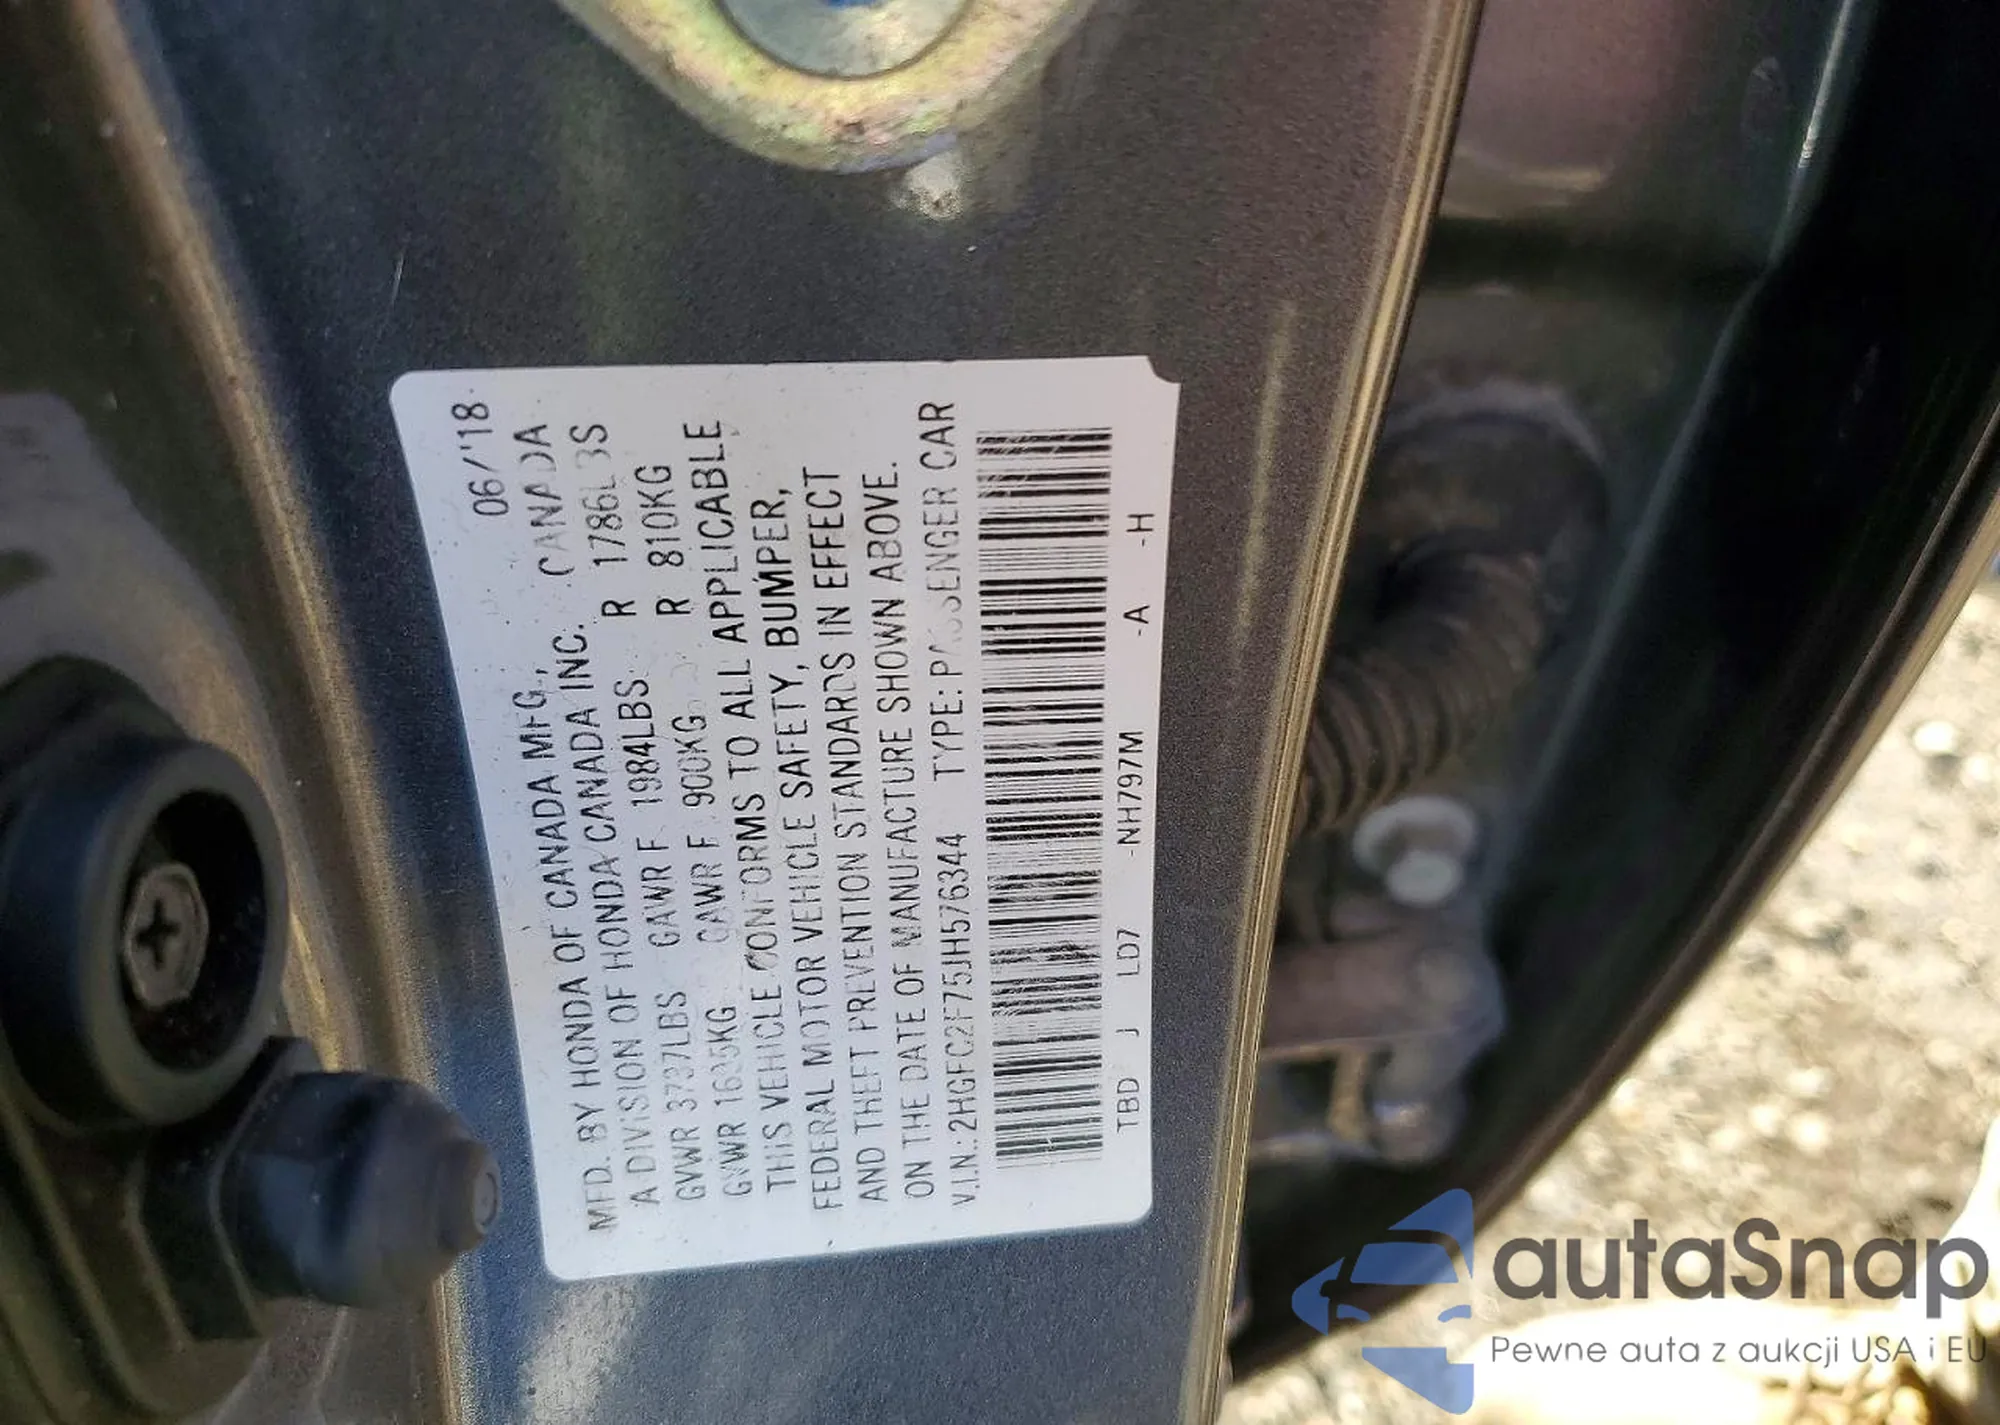 06/'18
MFD. BY HONDA OF CANADA MFG., CANADA
A DIVISION OF HONDA CANADA INC.
GVWR 3737LBS GAWR F 1984LBS R 1786LBS
GVWR 1695KG GAWR F 900KG R 810KG
THIS VEHICLE CONFORMS TO ALL APPLICABLE
FEDERAL MOTOR VEHICLE SAFETY, BUMPER,
AND THEFT PREVENTION STANDARDS IN EFFECT
ON THE DATE OF MANUFACTURE SHOWN ABOVE.
V.I.N.: 2HGFC2F75JH576344 TYPE: PASSENGER CAR
TBD J LD7 -NH797M -A -H
autaSnap
Pewne auta z aukcji USA i EU